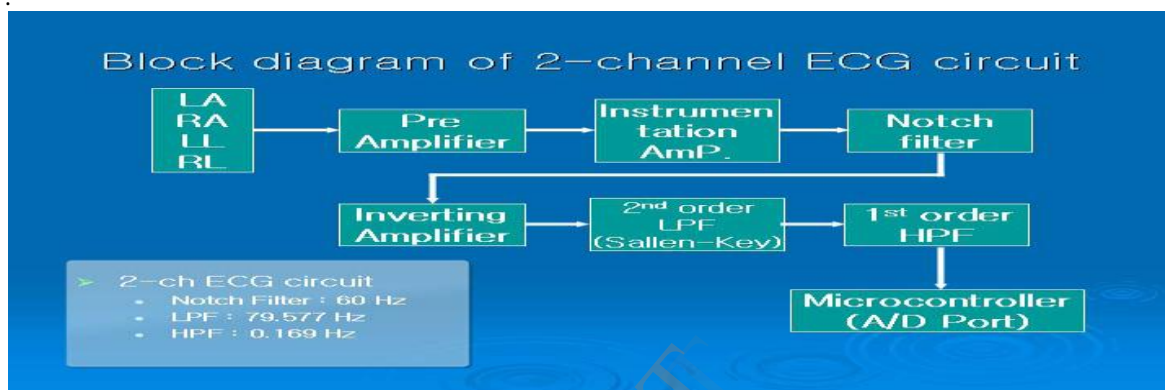 Block diagram of 2-channel ECG circuit
LA
RA
LL
RL
Pre
Amplifier
Instrumen
tation
AmP.
Notch
filter
Inverting
Amplifier
2nd order
LPF
(Sallen-Key)
1st order
HPF
2-ch ECG circuit
Notch Filter : 60 Hz
LPF : 79.577 Hz
HPF : 0.169 Hz
Microcontroller
(A/D Port)